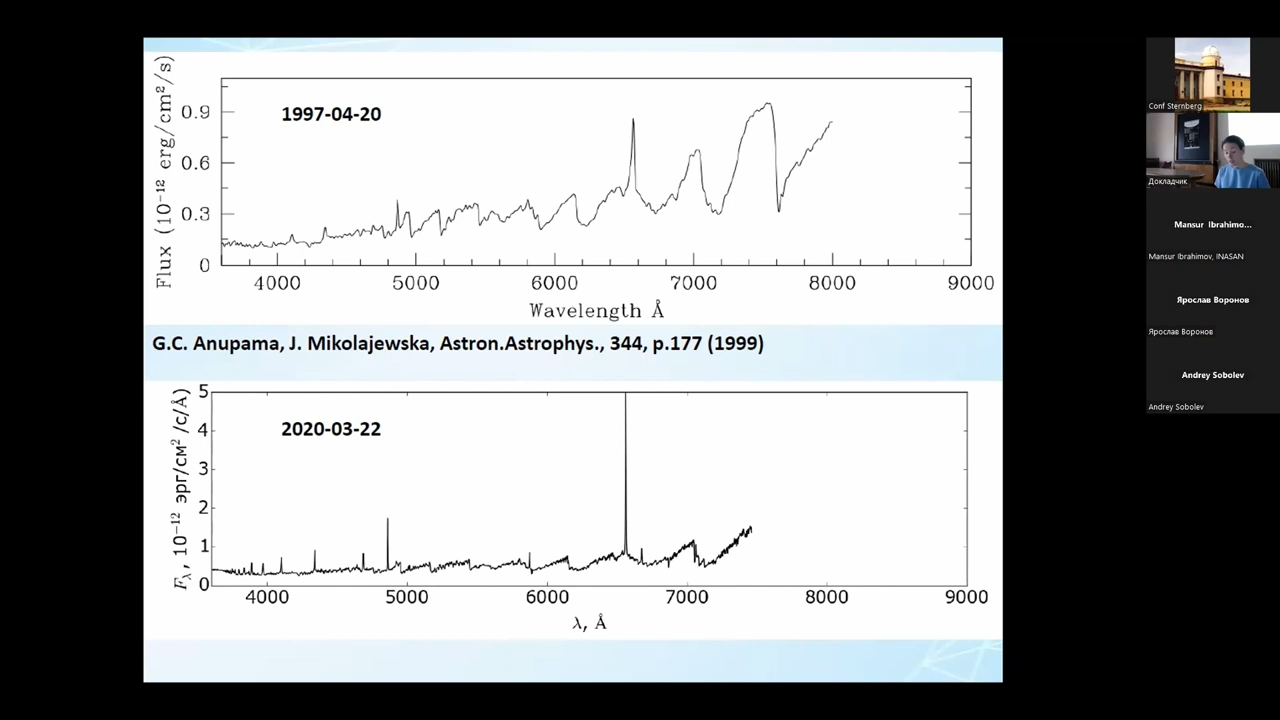 1997-04-20
Flux (10⁻¹² erg/cm²/s)
0.9
0.6
0.3
0
4000 5000 6000 7000 8000 9000
Wavelength Å
G.C. Anupama, J. Mikolajewska, Astron.Astrophys., 344, p.177 (1999)
2020-03-22
F_λ, 10⁻¹² эрг/см² /с/Å
5
4
3
2
1
0
4000 5000 6000 7000 8000 9000
λ, Å
Conf Sternberg
Докладчик
Mansur Ibrahimo...
Mansur Ibrahimov, INASAN
Ярослав Воронов
Ярослав Воронов
Andrey Sobolev
Andrey Sobolev